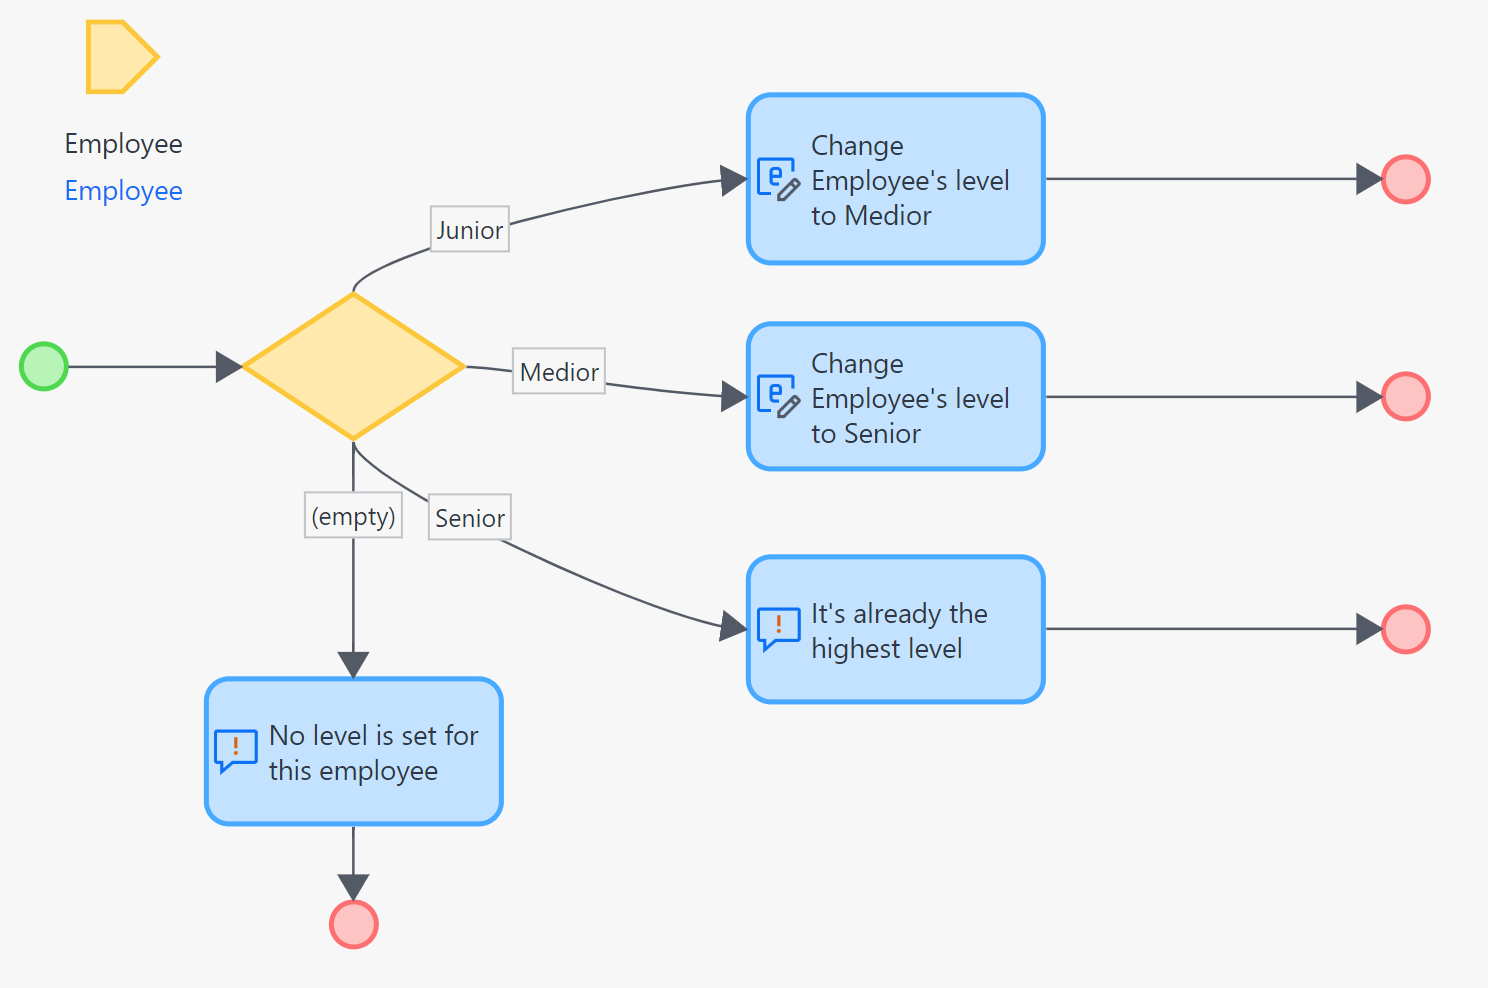 Employee
Employee
Junior
Change
Employee's level
to Medior
Medior
Change
Employee's level
to Senior
(empty)
Senior
It's already the
highest level
No level is set for
this employee